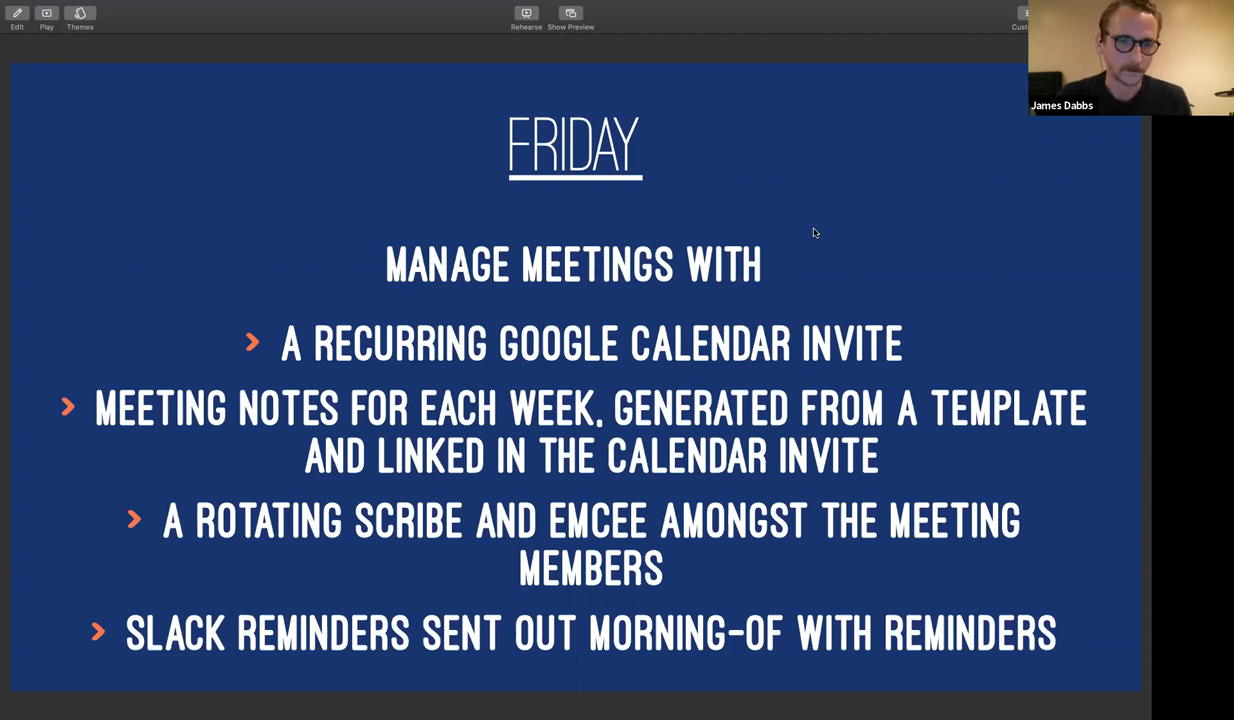 Edit
Play
Themes
Rehearse
Show Preview
James Dabbs
FRIDAY
MANAGE MEETINGS WITH
A RECURRING GOOGLE CALENDAR INVITE
MEETING NOTES FOR EACH WEEK, GENERATED FROM A TEMPLATE
AND LINKED IN THE CALENDAR INVITE
A ROTATING SCRIBE AND EMCEE AMONGST THE MEETING
MEMBERS
SLACK REMINDERS SENT OUT MORNING-OF WITH REMINDERS